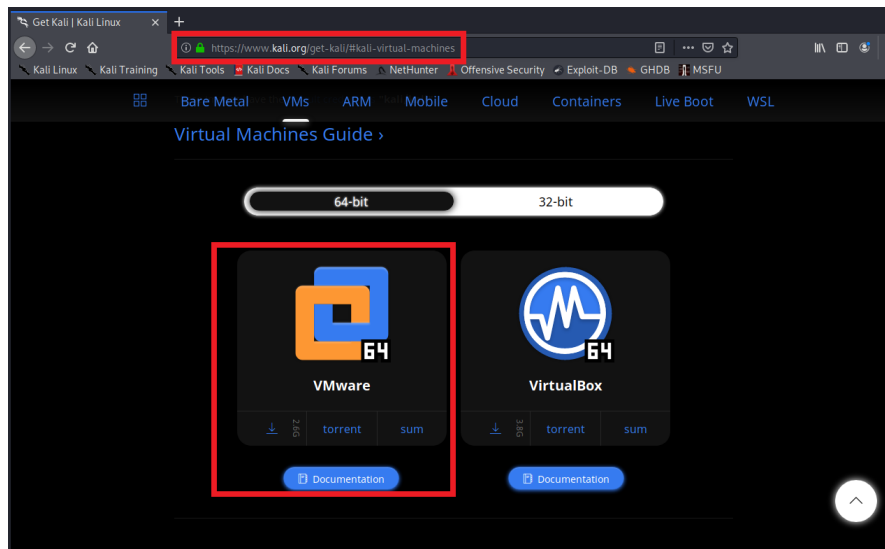 Get Kali | Kali Linux
https://www.kali.org/get-kali/#kali-virtual-machines
Kali Linux Kali Training Kali Tools Kali Docs Kali Forums NetHunter Offensive Security Exploit-DB GHDB MSFU
Bare Metal VMs ARM Mobile Cloud Containers Live Boot WSL
Virtual Machines Guide ›
64-bit 32-bit
64 64
VMware VirtualBox
2.6G torrent sum 3.8G torrent sum
Documentation Documentation